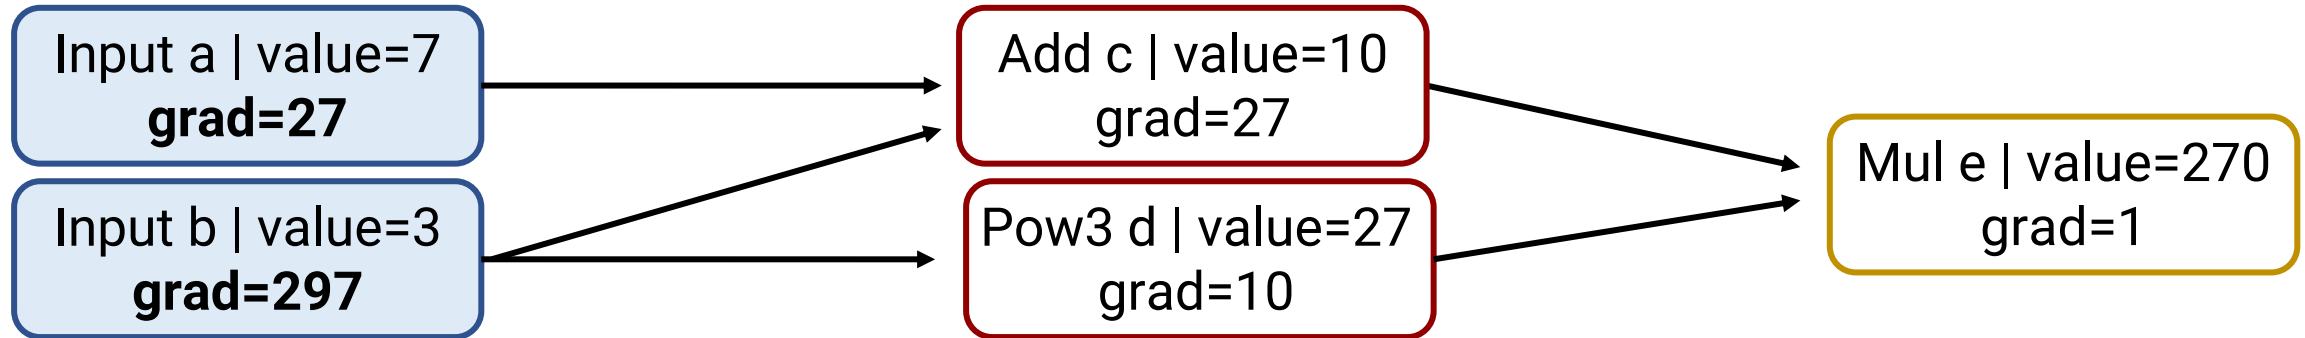 Input a | value=7
grad=27
Input b | value=3
grad=297
Add c | value=10
grad=27
Pow3 d | value=27
grad=10
Mul e | value=270
grad=1